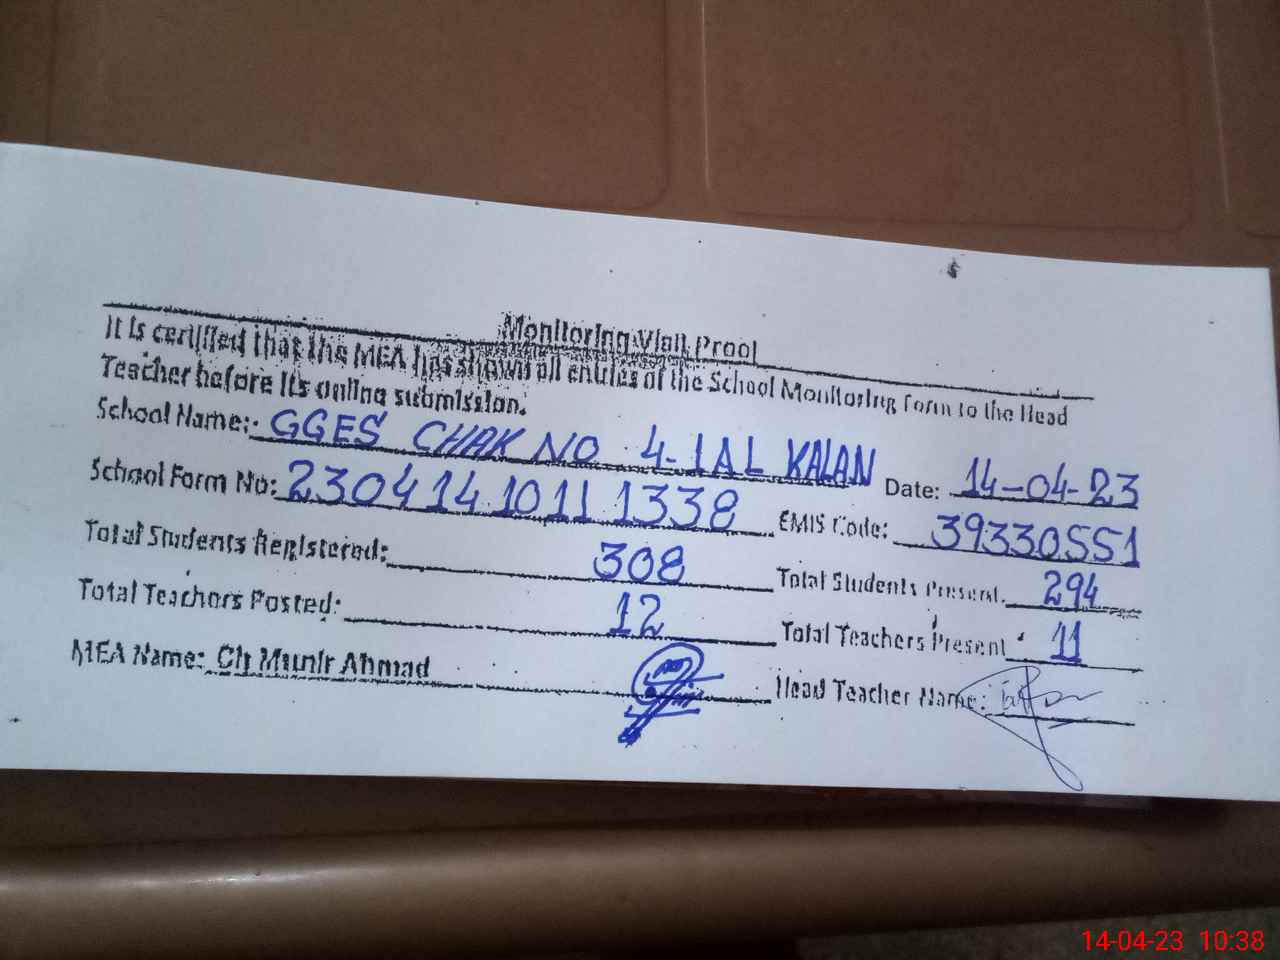 Monitoring Visit Proof
It is certified that the MEA has shown all entries of the School Monitoring Form to the Head
Teacher before its online submission.
School Name: GGES CHAK NO 4-1AL KALAN Date: 14-04-23
School Form No: 23041410111338 EMIS Code: 39330551
Total Students Registered: 308 Total Students Present. 294
Total Teachers Posted: 12 Total Teachers Present 11
MEA Name: Ch Munir Ahmad Head Teacher Name:
14-04-23 10:38